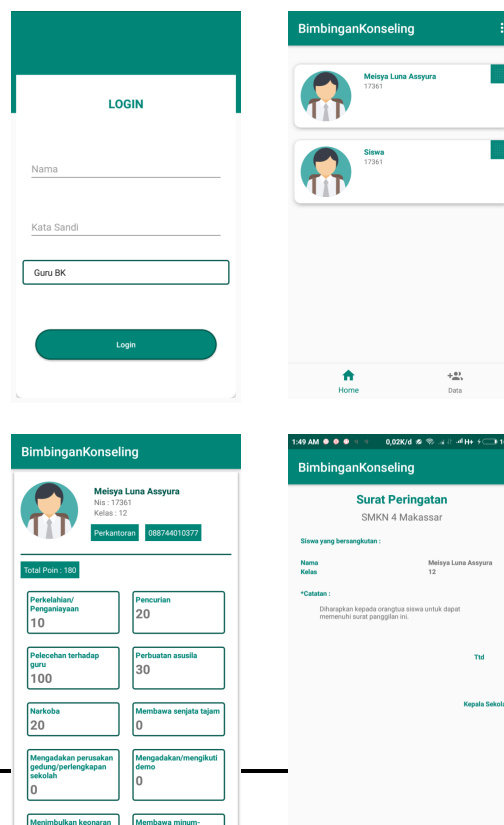 LOGIN
Nama
Kata Sandi
Guru BK
Login
BimbinganKonseling
Meisya Luna Assyura
17361
Siswa
17361
Home
Data
BimbinganKonseling
Meisya Luna Assyura
Nis : 17361
Kelas : 12
Perkantoran 088744010377
Total Poin : 180
Perkelahian/
Penganiayaan
10
Pencurian
20
Pelecehan terhadap
guru
100
Perbuatan asusila
30
Narkoba
20
Membawa senjata tajam
0
Mengadakan perusakan
gedung/perlengkapan
sekolah
0
Mengadakan/mengikuti
demo
0
Menimbulkan keonaran
Membawa minum-
1:49 AM 0,02K/d H+
BimbinganKonseling
Surat Peringatan
SMKN 4 Makassar
Siswa yang bersangkutan :
Nama Meisya Luna Assyura
Kelas 12
*Catatan :
Diharapkan kepada orangtua siswa untuk dapat
memenuhi surat panggilan ini.
Ttd
Kepala Sekola